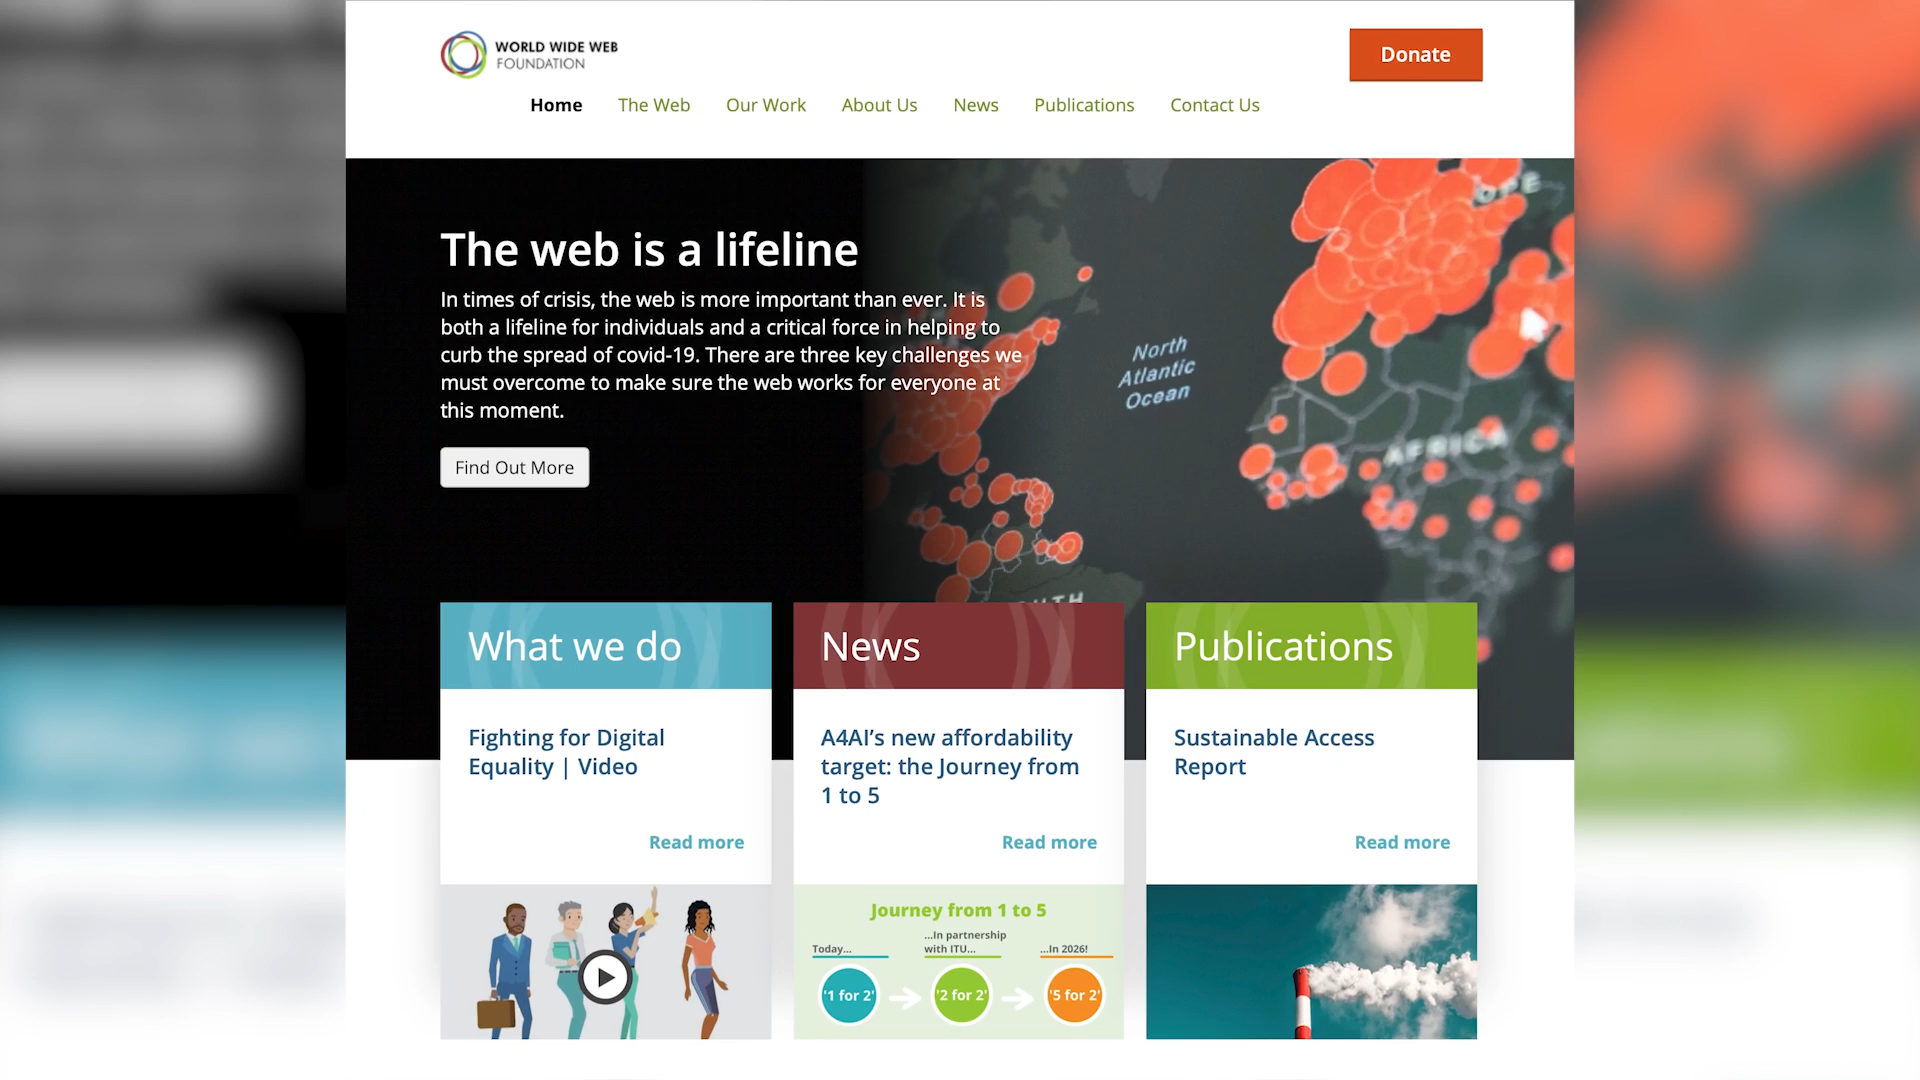 WORLD WIDE WEB
FOUNDATION
Donate
Home The Web Our Work About Us News Publications Contact Us
The web is a lifeline
In times of crisis, the web is more important than ever. It is
both a lifeline for individuals and a critical force in helping to
curb the spread of covid-19. There are three key challenges we
must overcome to make sure the web works for everyone at
this moment.
Find Out More
North
Atlantic
Ocean
AFRICA
What we do
Fighting for Digital
Equality | Video
Read more
News
A4AI’s new affordability
target: the Journey from
1 to 5
Read more
Journey from 1 to 5
Today...
...In partnership
with ITU...
...In 2026!
'1 for 2'
'2 for 2'
'5 for 2'
Publications
Sustainable Access
Report
Read more